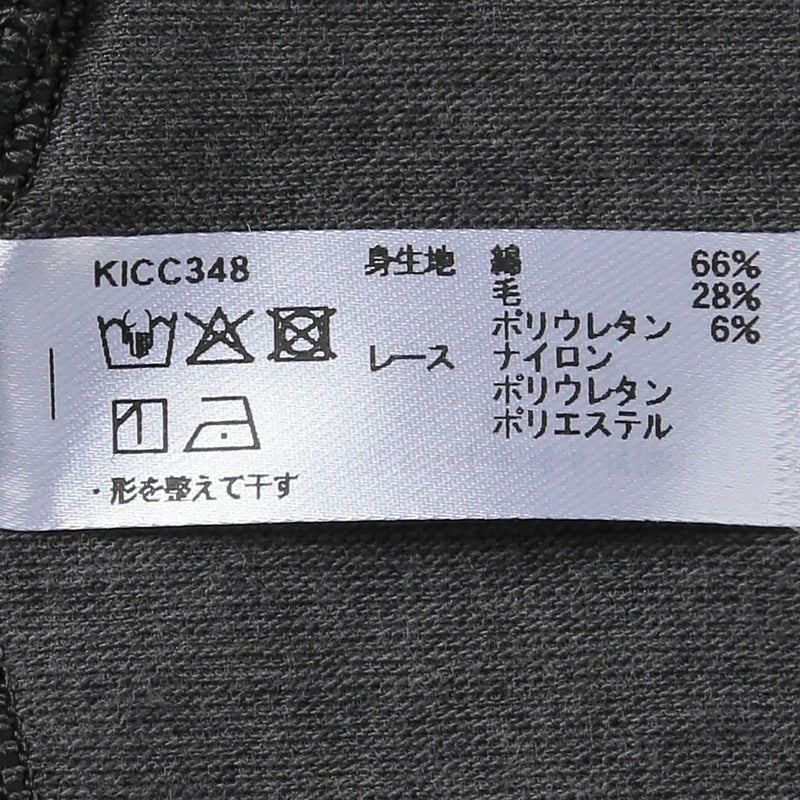 KICC348
身生地 綿 66%
毛 28%
ポリウレタン 6%
レース ナイロン
ポリウレタン
ポリエステル
・形を整えて干す